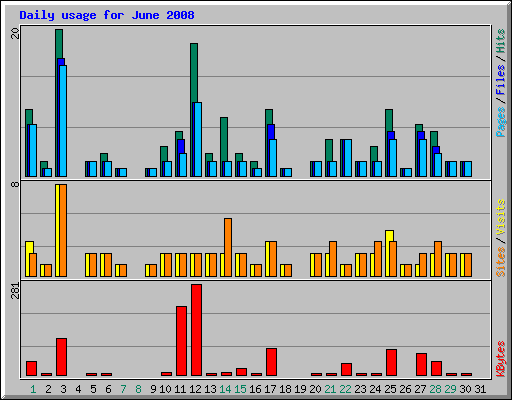 Daily usage for June 2008
20
Pages / Files / Hits
8
Sites / Visits
281
KBytes
1 2 3 4 5 6 7 8 9 10 11 12 13 14 15 16 17 18 19 20 21 22 23 24 25 26 27 28 29 30 31